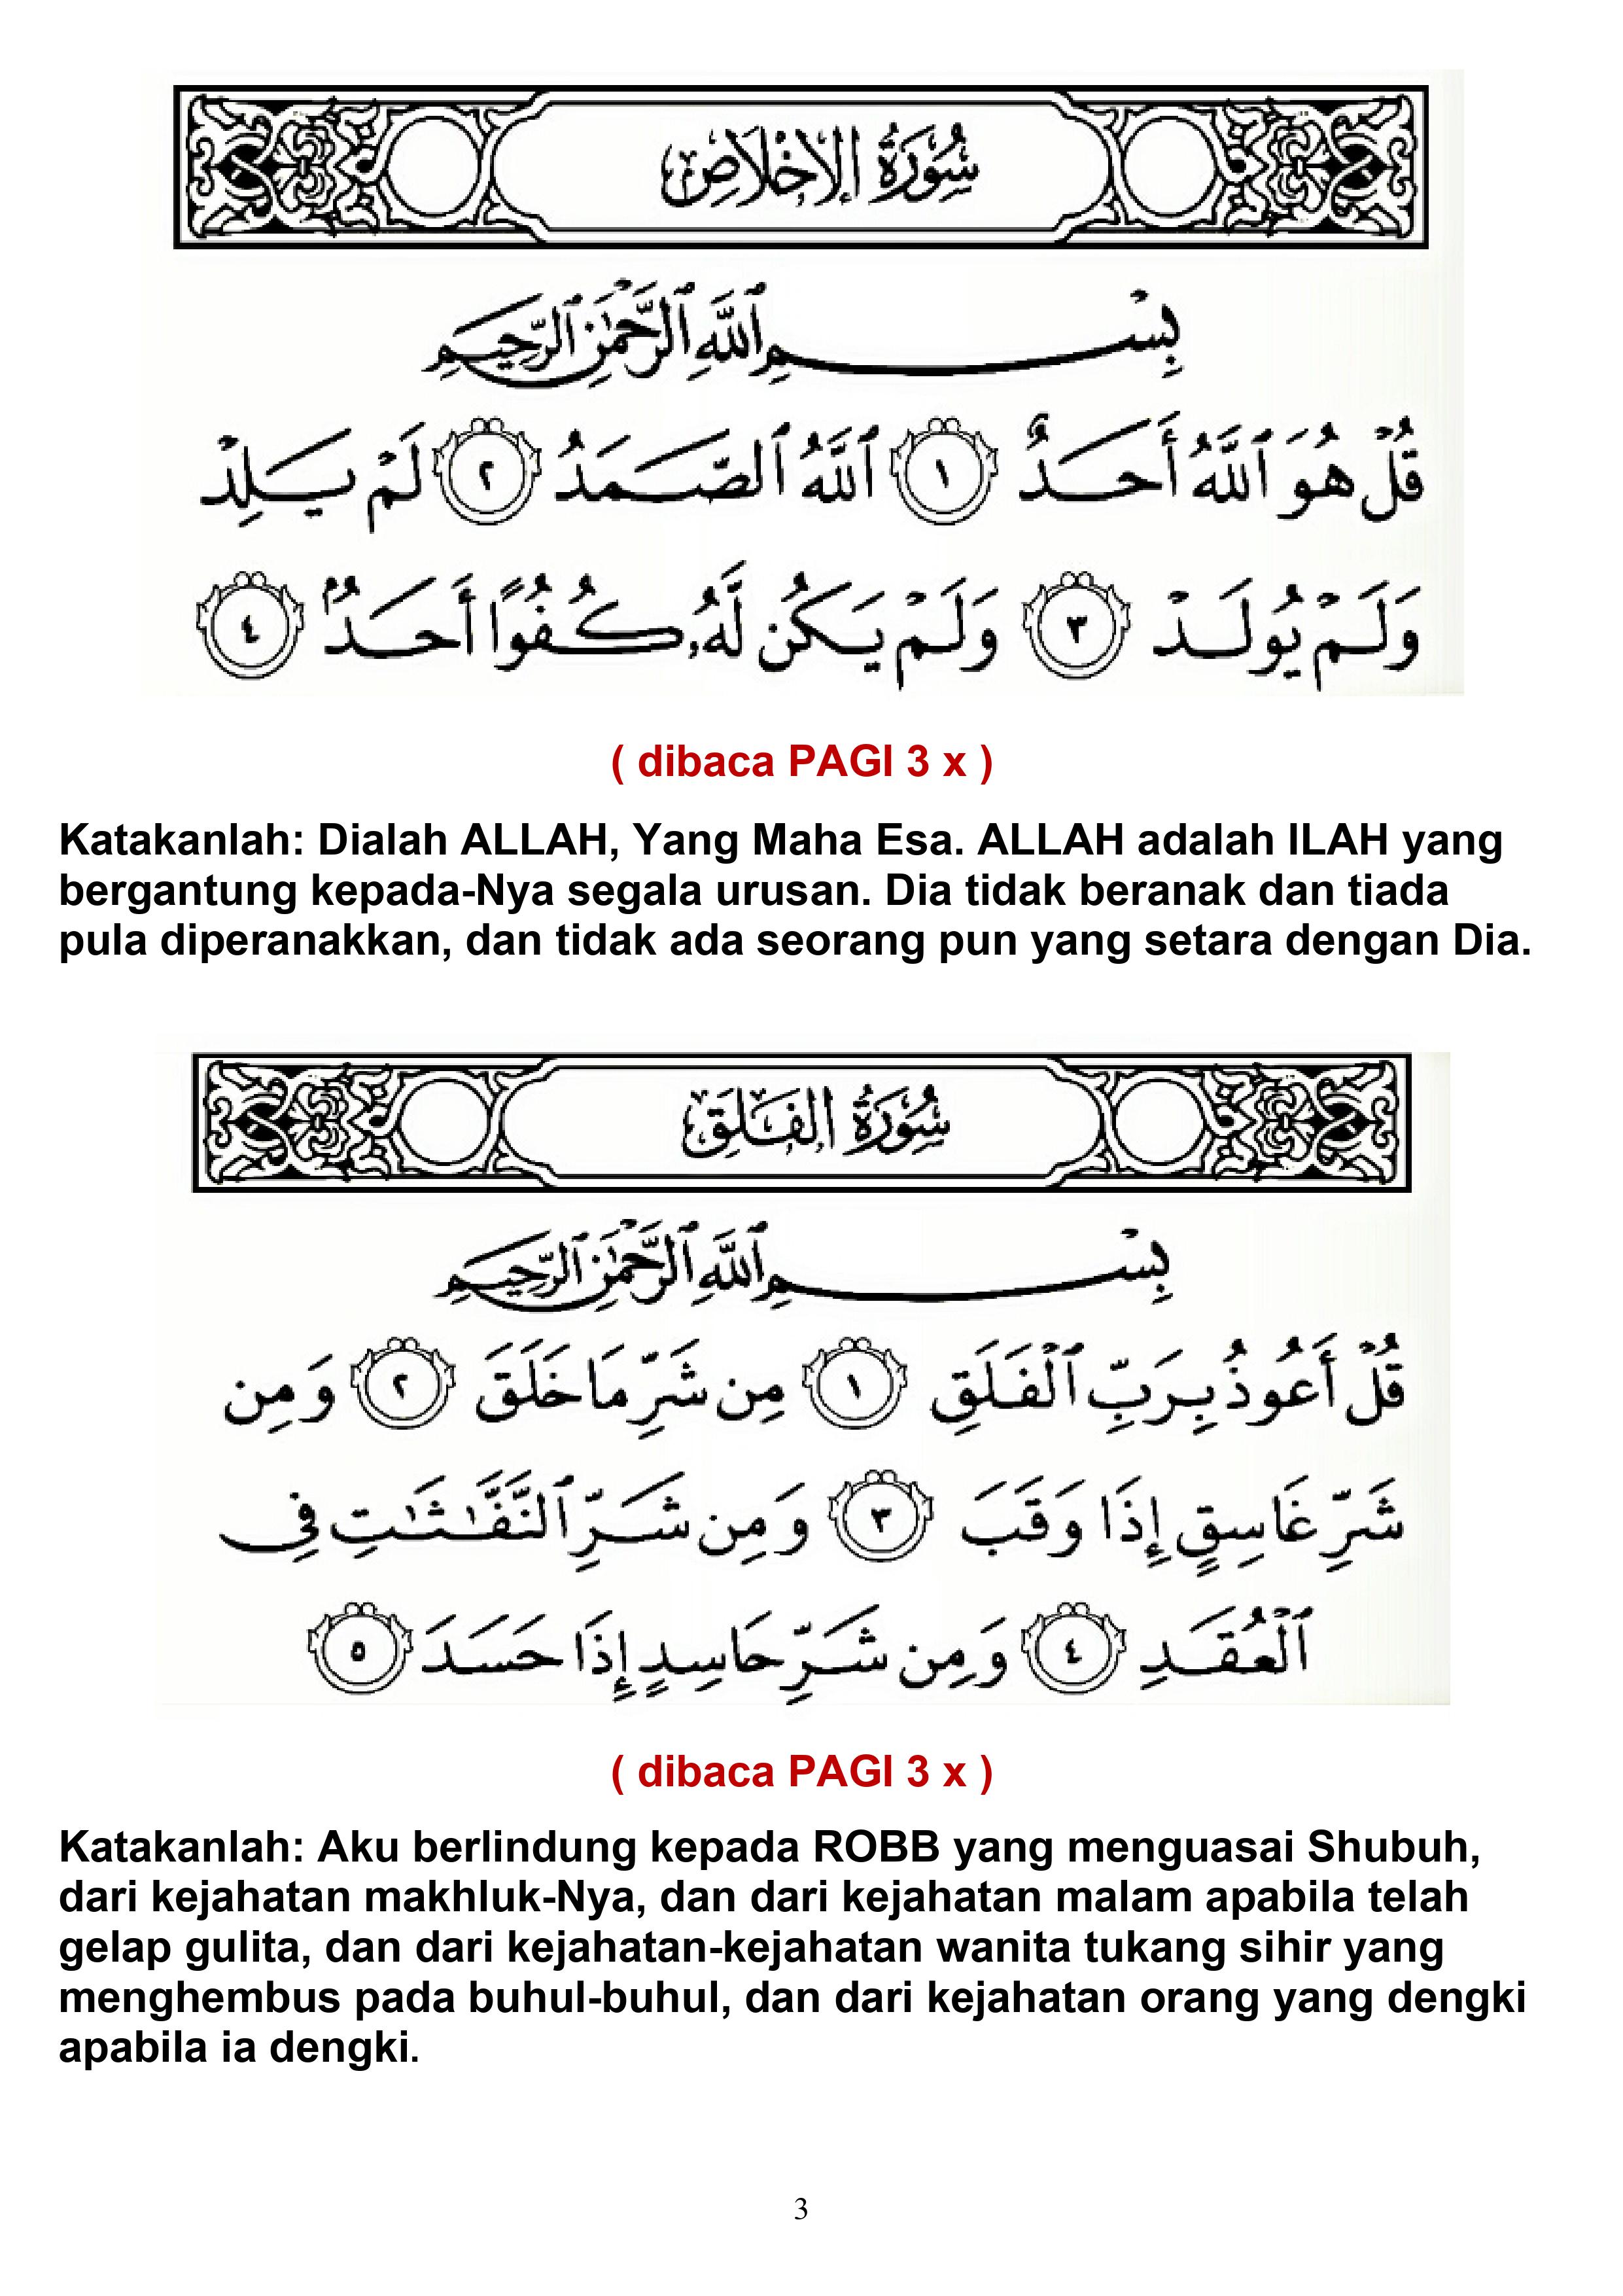 سُورَةُ الإِخْلَاصِ
بِسْمِ ٱللَّهِ ٱلرَّحْمَٰنِ ٱلرَّحِيمِ
قُلْ هُوَ ٱللَّهُ أَحَدٌ ١ ٱللَّهُ ٱلصَّمَدُ ٢ لَمْ يَلِدْ
وَلَمْ يُولَدْ ٣ وَلَمْ يَكُن لَّهُۥ كُفُوًا أَحَدٌۢ ٤
( dibaca PAGI 3 x )
Katakanlah: Dialah ALLAH, Yang Maha Esa. ALLAH adalah ILAH yang
bergantung kepada-Nya segala urusan. Dia tidak beranak dan tiada
pula diperanakkan, dan tidak ada seorang pun yang setara dengan Dia.
سُورَةُ الفَلَقِ
بِسْمِ ٱللَّهِ ٱلرَّحْمَٰنِ ٱلرَّحِيمِ
قُلْ أَعُوذُ بِرَبِّ ٱلْفَلَقِ ١ مِن شَرِّ مَا خَلَقَ ٢ وَمِن
شَرِّ غَاسِقٍ إِذَا وَقَبَ ٣ وَمِن شَرِّ ٱلنَّفَّٰثَٰتِ فِى
ٱلْعُقَدِ ٤ وَمِن شَرِّ حَاسِدٍ إِذَا حَسَدَ ٥
( dibaca PAGI 3 x )
Katakanlah: Aku berlindung kepada ROBB yang menguasai Shubuh,
dari kejahatan makhluk-Nya, dan dari kejahatan malam apabila telah
gelap gulita, dan dari kejahatan-kejahatan wanita tukang sihir yang
menghembus pada buhul-buhul, dan dari kejahatan orang yang dengki
apabila ia dengki.
3